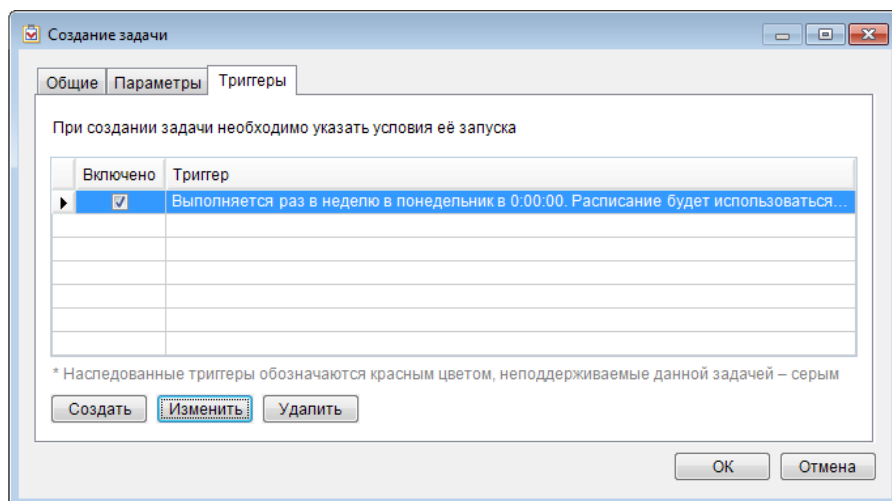 Создание задачи
Общие Параметры Триггеры
При создании задачи необходимо указать условия её запуска
Включено Триггер
Выполняется раз в неделю в понедельник в 0:00:00. Расписание будет использоваться...
* Наследованные триггеры обозначаются красным цветом, неподдерживаемые данной задачей – серым
Создать Изменить Удалить
ОК Отмена